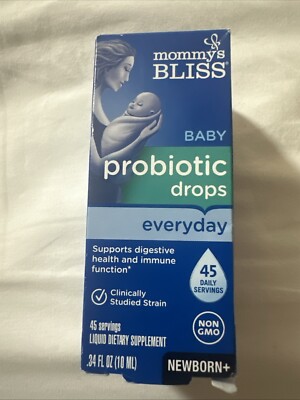 mommy's
BLISS®
BABY
probiotic
drops
everyday
Supports digestive
health and immune
function*
45
DAILY
SERVINGS
Clinically
Studied Strain
NON
GMO
45 servings
LIQUID DIETARY SUPPLEMENT
.34 FL OZ (10 ML)
NEWBORN+